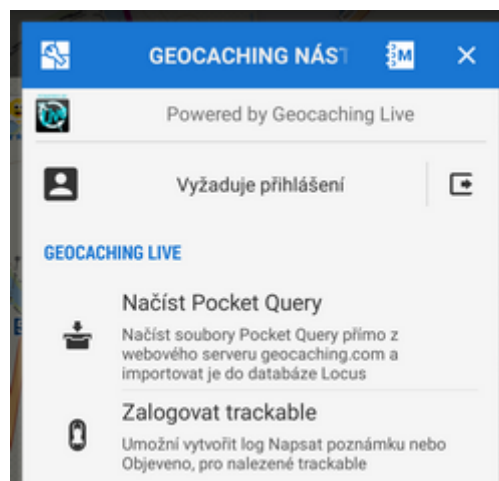 GEOCACHING NÁST
Powered by Geocaching Live
Vyžaduje přihlášení
GEOCACHING LIVE
Načíst Pocket Query
Načíst soubory Pocket Query přímo z
webového serveru geocaching.com a
importovat je do databáze Locus
Zalogovat trackable
Umožní vytvořit log Napsat poznámku nebo
Objeveno, pro nalezené trackable